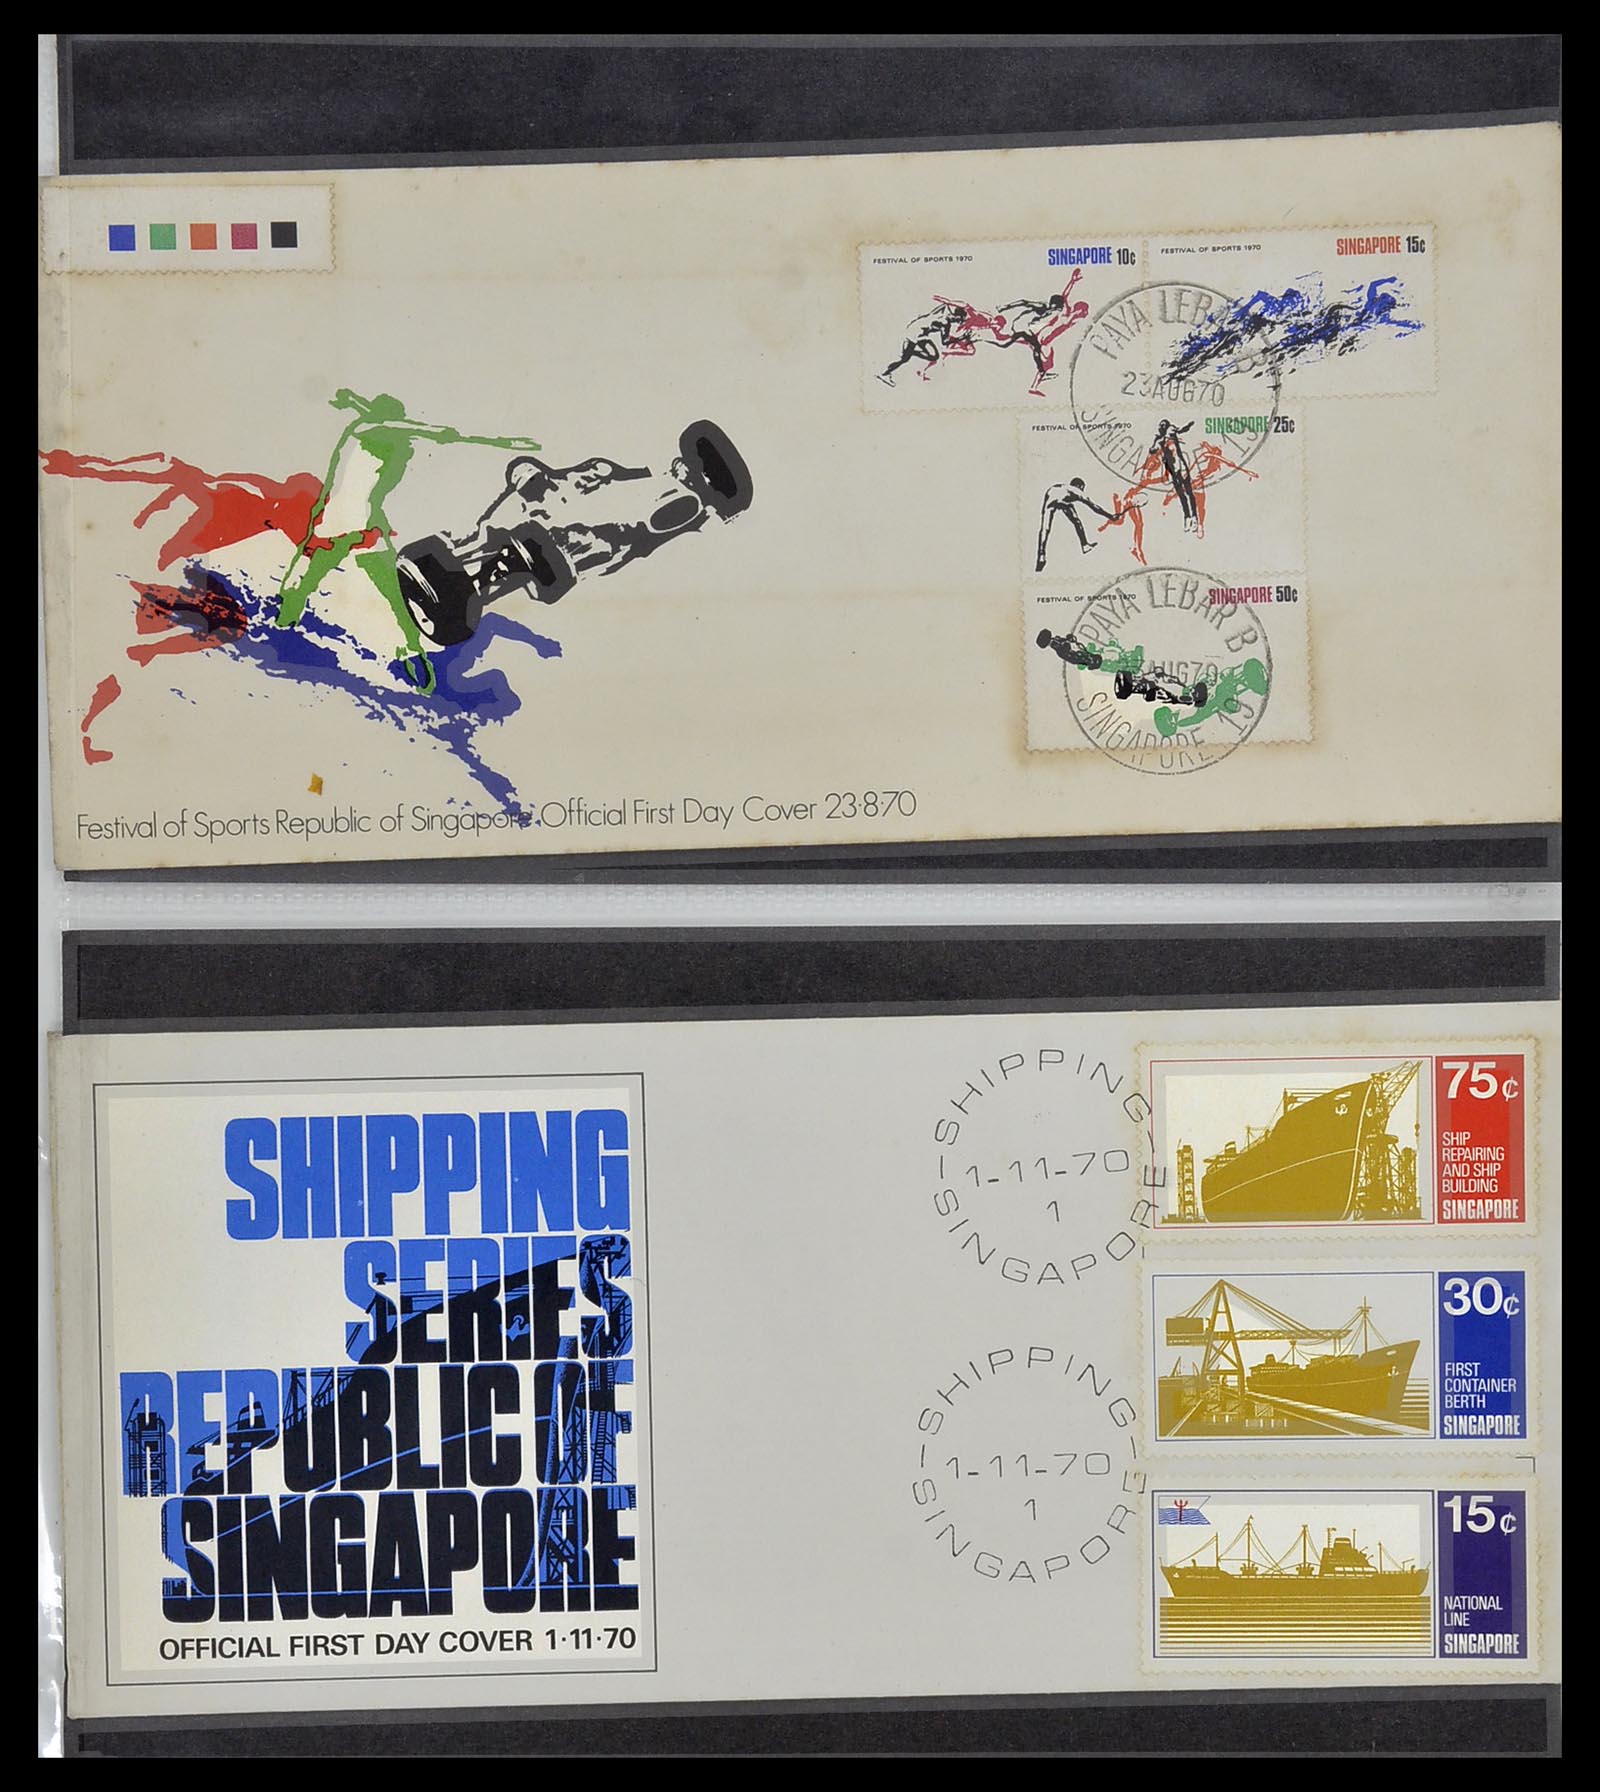 FESTIVAL OF SPORTS 1970
SINGAPORE 10c
FESTIVAL OF SPORTS 1970
SINGAPORE 15c
PAYA LEBAR B
23AUG70
SINGAPORE 19
FESTIVAL OF SPORTS 1970
SINGAPORE 25c
FESTIVAL OF SPORTS 1970
SINGAPORE 50c
PAYA LEBAR B
23AUG70
SINGAPORE 19
Festival of Sports Republic of Singapore Official First Day Cover 23·8·70
SHIPPING
SERIES
REPUBLIC OF
SINGAPORE
OFFICIAL FIRST DAY COVER 1·11·70
–SHIPPING–
1-11-70
1
SINGAPORE
–SHIPPING–
1-11-70
1
SINGAPORE
75¢
SHIP
REPAIRING
AND SHIP
BUILDING
SINGAPORE
30¢
FIRST
CONTAINER
BERTH
SINGAPORE
15¢
NATIONAL
LINE
SINGAPORE